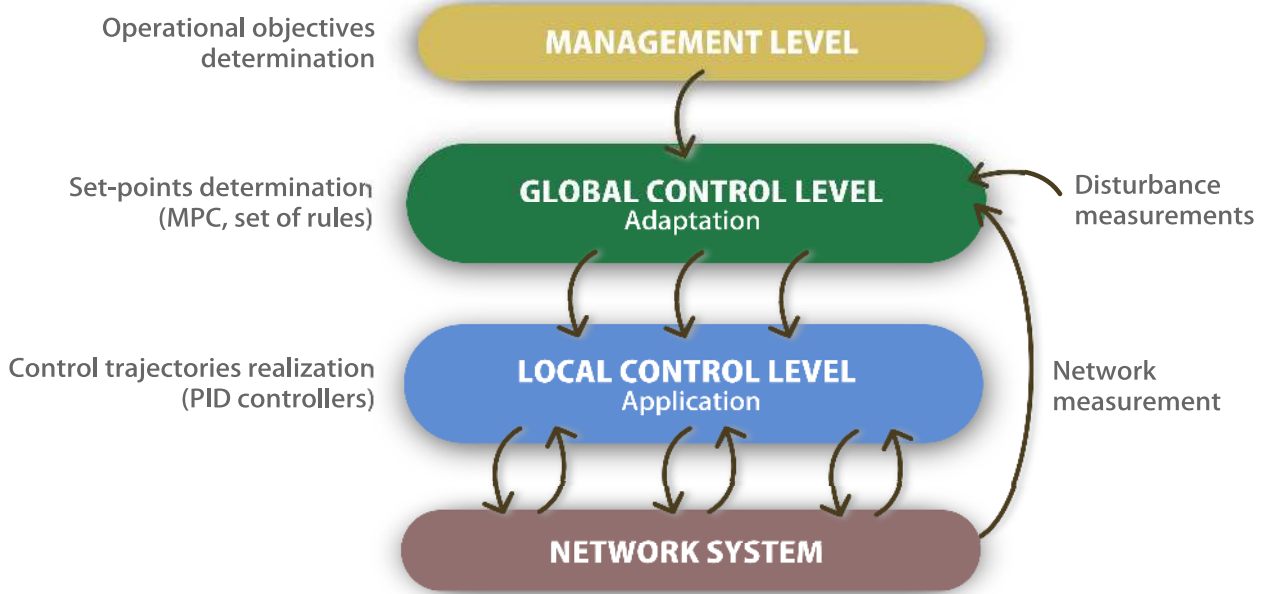 Operational objectives
determination
MANAGEMENT LEVEL
Set-points determination
(MPC, set of rules)
GLOBAL CONTROL LEVEL
Adaptation
Disturbance
measurements
Control trajectories realization
(PID controllers)
LOCAL CONTROL LEVEL
Application
Network
measurement
NETWORK SYSTEM